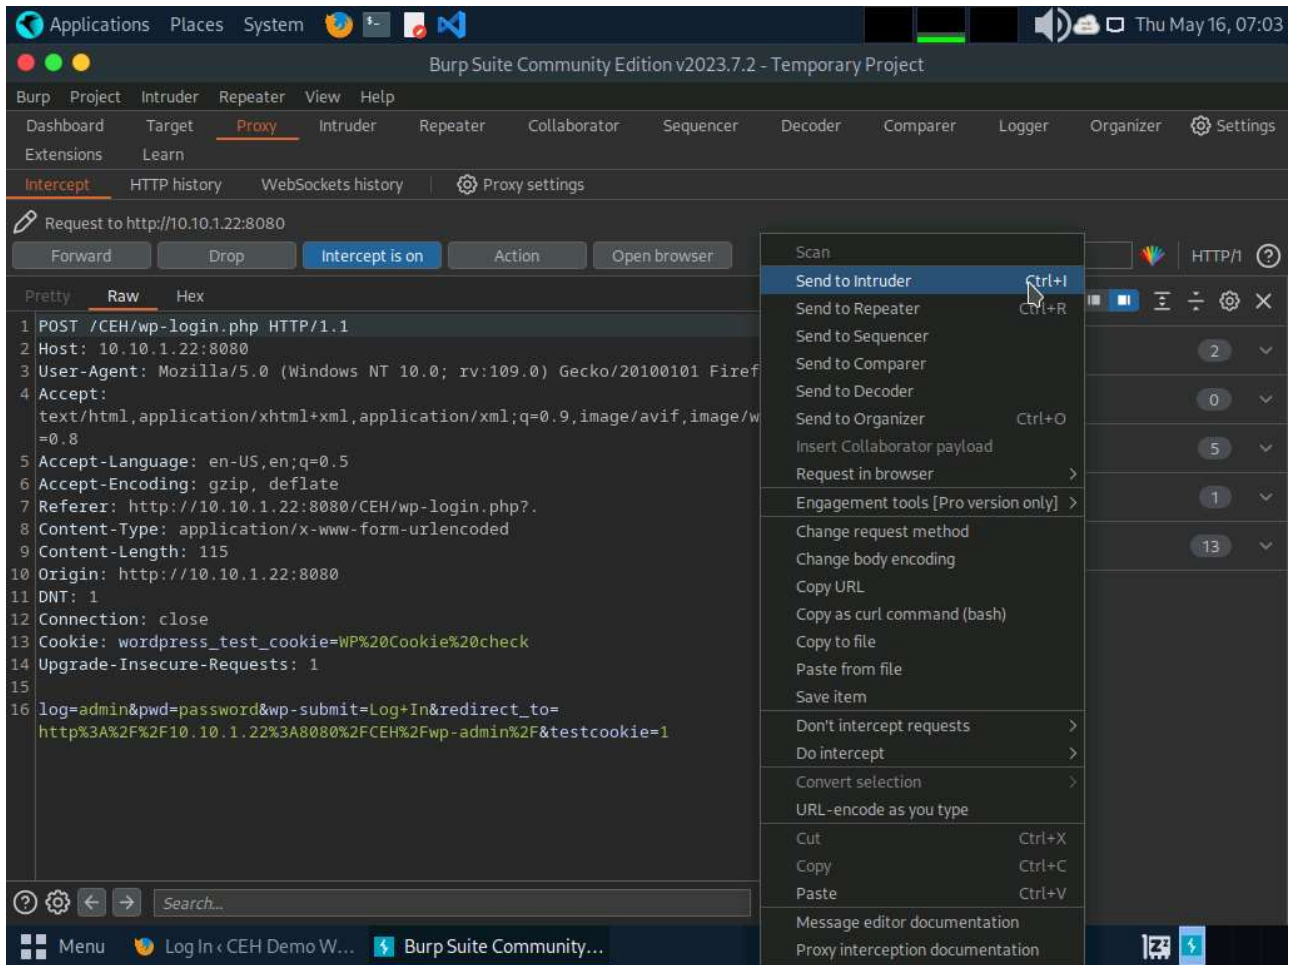 Applications Places System Thu May 16, 07:03
Burp Suite Community Edition v2023.7.2 - Temporary Project
Burp Project Intruder Repeater View Help
Dashboard Target Proxy Intruder Repeater Collaborator Sequencer Decoder Comparer Logger Organizer Settings
Extensions Learn
Intercept HTTP history WebSockets history Proxy settings
Request to http://10.10.1.22:8080
Forward Drop Intercept is on Action Open browser HTTP/1
Pretty Raw Hex
1 POST /CEH/wp-login.php HTTP/1.1
2 Host: 10.10.1.22:8080
3 User-Agent: Mozilla/5.0 (Windows NT 10.0; rv:109.0) Gecko/20100101 Firef
4 Accept:
text/html,application/xhtml+xml,application/xml;q=0.9,image/avif,image/w
=0.8
5 Accept-Language: en-US,en;q=0.5
6 Accept-Encoding: gzip, deflate
7 Referer: http://10.10.1.22:8080/CEH/wp-login.php?.
8 Content-Type: application/x-www-form-urlencoded
9 Content-Length: 115
10 Origin: http://10.10.1.22:8080
11 DNT: 1
12 Connection: close
13 Cookie: wordpress_test_cookie=WP%20Cookie%20check
14 Upgrade-Insecure-Requests: 1
15
16 log=admin&pwd=password&wp-submit=Log+In&redirect_to=
http%3A%2F%2F10.10.1.22%3A8080%2FCEH%2Fwp-admin%2F&testcookie=1
Scan
Send to Intruder Ctrl+I
Send to Repeater Ctrl+R
Send to Sequencer
Send to Comparer
Send to Decoder
Send to Organizer Ctrl+O
Insert Collaborator payload
Request in browser
Engagement tools [Pro version only]
Change request method
Change body encoding
Copy URL
Copy as curl command (bash)
Copy to file
Paste from file
Save item
Don't intercept requests
Do intercept
Convert selection
URL-encode as you type
Cut Ctrl+X
Copy Ctrl+C
Paste Ctrl+V
Message editor documentation
Proxy interception documentation
2
0
5
1
13
Search...
Menu Log In ‹ CEH Demo W... Burp Suite Community...